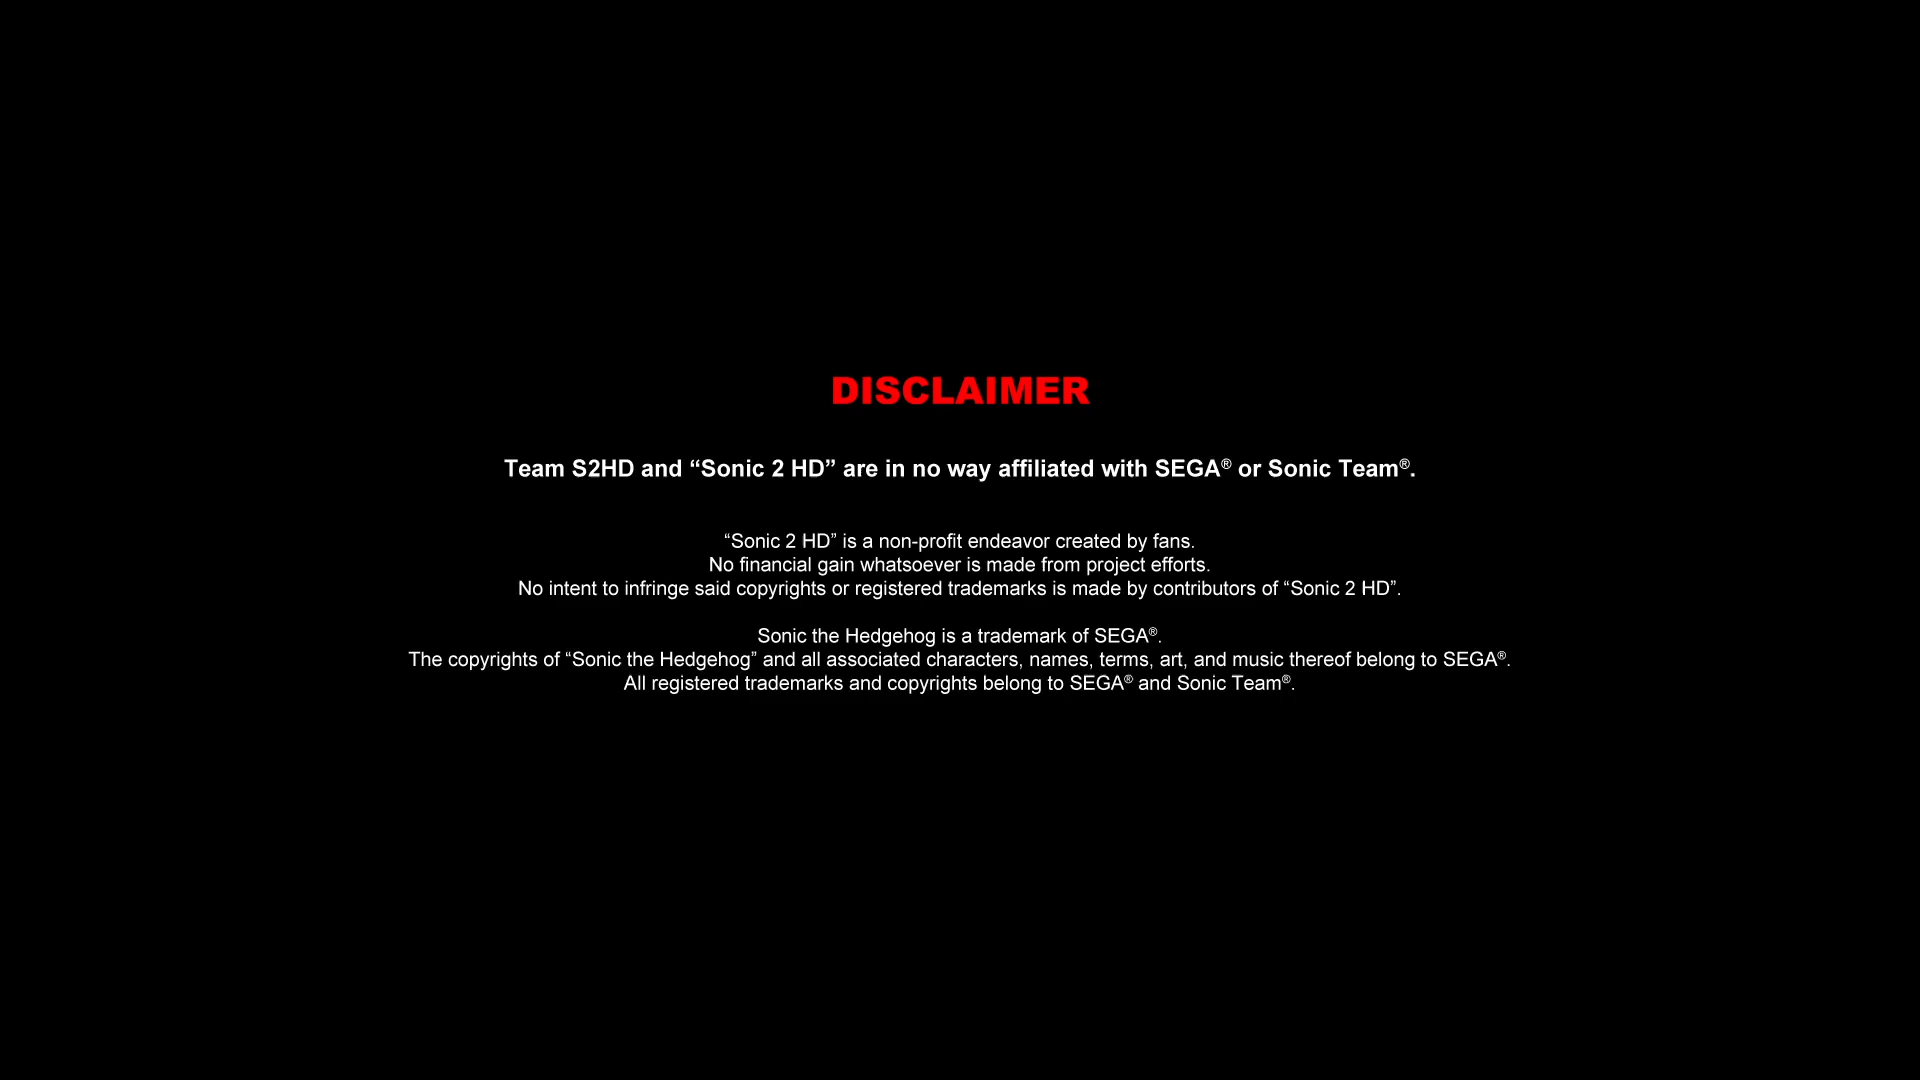 DISCLAIMER
Team S2HD and “Sonic 2 HD” are in no way affiliated with SEGA® or Sonic Team®.
“Sonic 2 HD” is a non-profit endeavor created by fans.
No financial gain whatsoever is made from project efforts.
No intent to infringe said copyrights or registered trademarks is made by contributors of “Sonic 2 HD”.
Sonic the Hedgehog is a trademark of SEGA®.
The copyrights of “Sonic the Hedgehog” and all associated characters, names, terms, art, and music thereof belong to SEGA®.
All registered trademarks and copyrights belong to SEGA® and Sonic Team®.